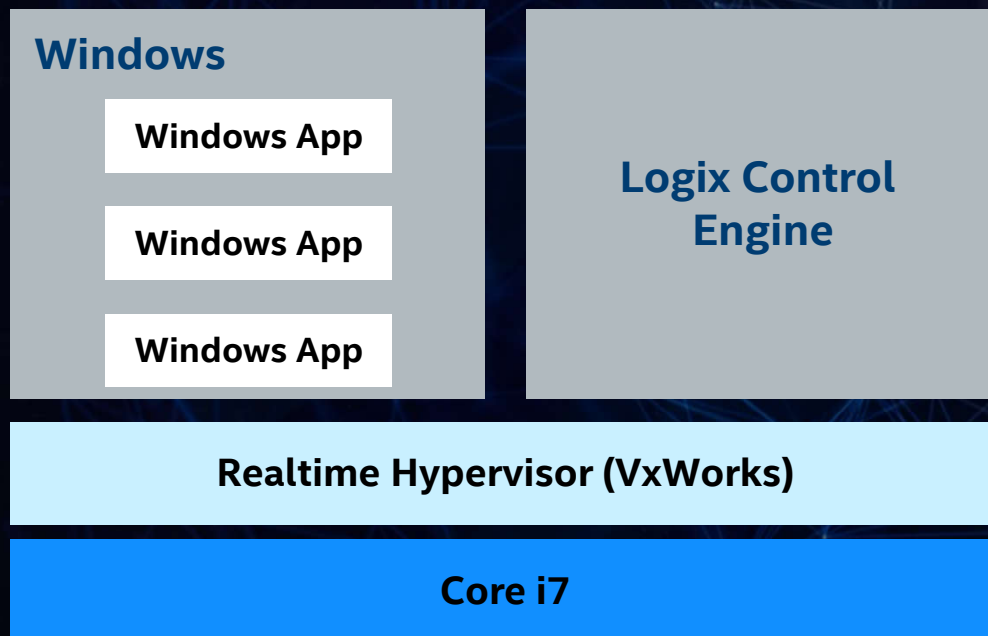 Windows
Windows App
Windows App
Windows App
Logix Control
Engine
Realtime Hypervisor (VxWorks)
Core i7